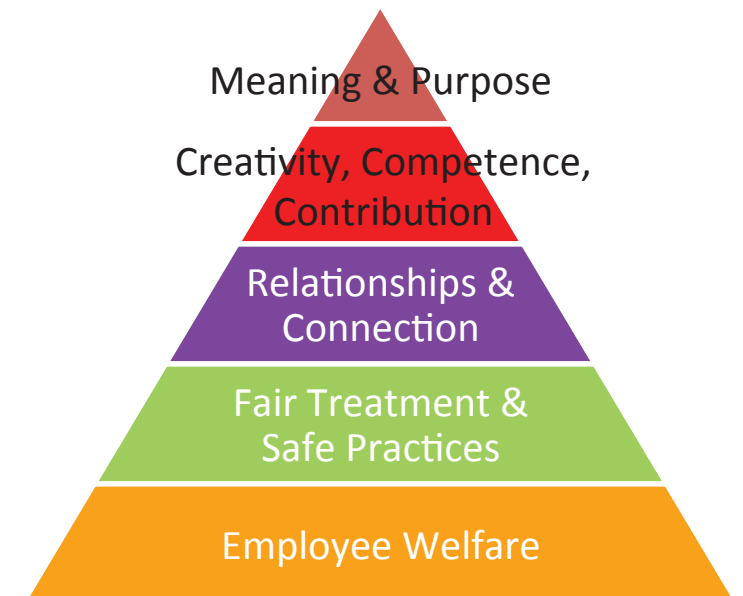 Meaning & Purpose
Creativity, Competence,
Contribution
Relationships &
Connection
Fair Treatment &
Safe Practices
Employee Welfare